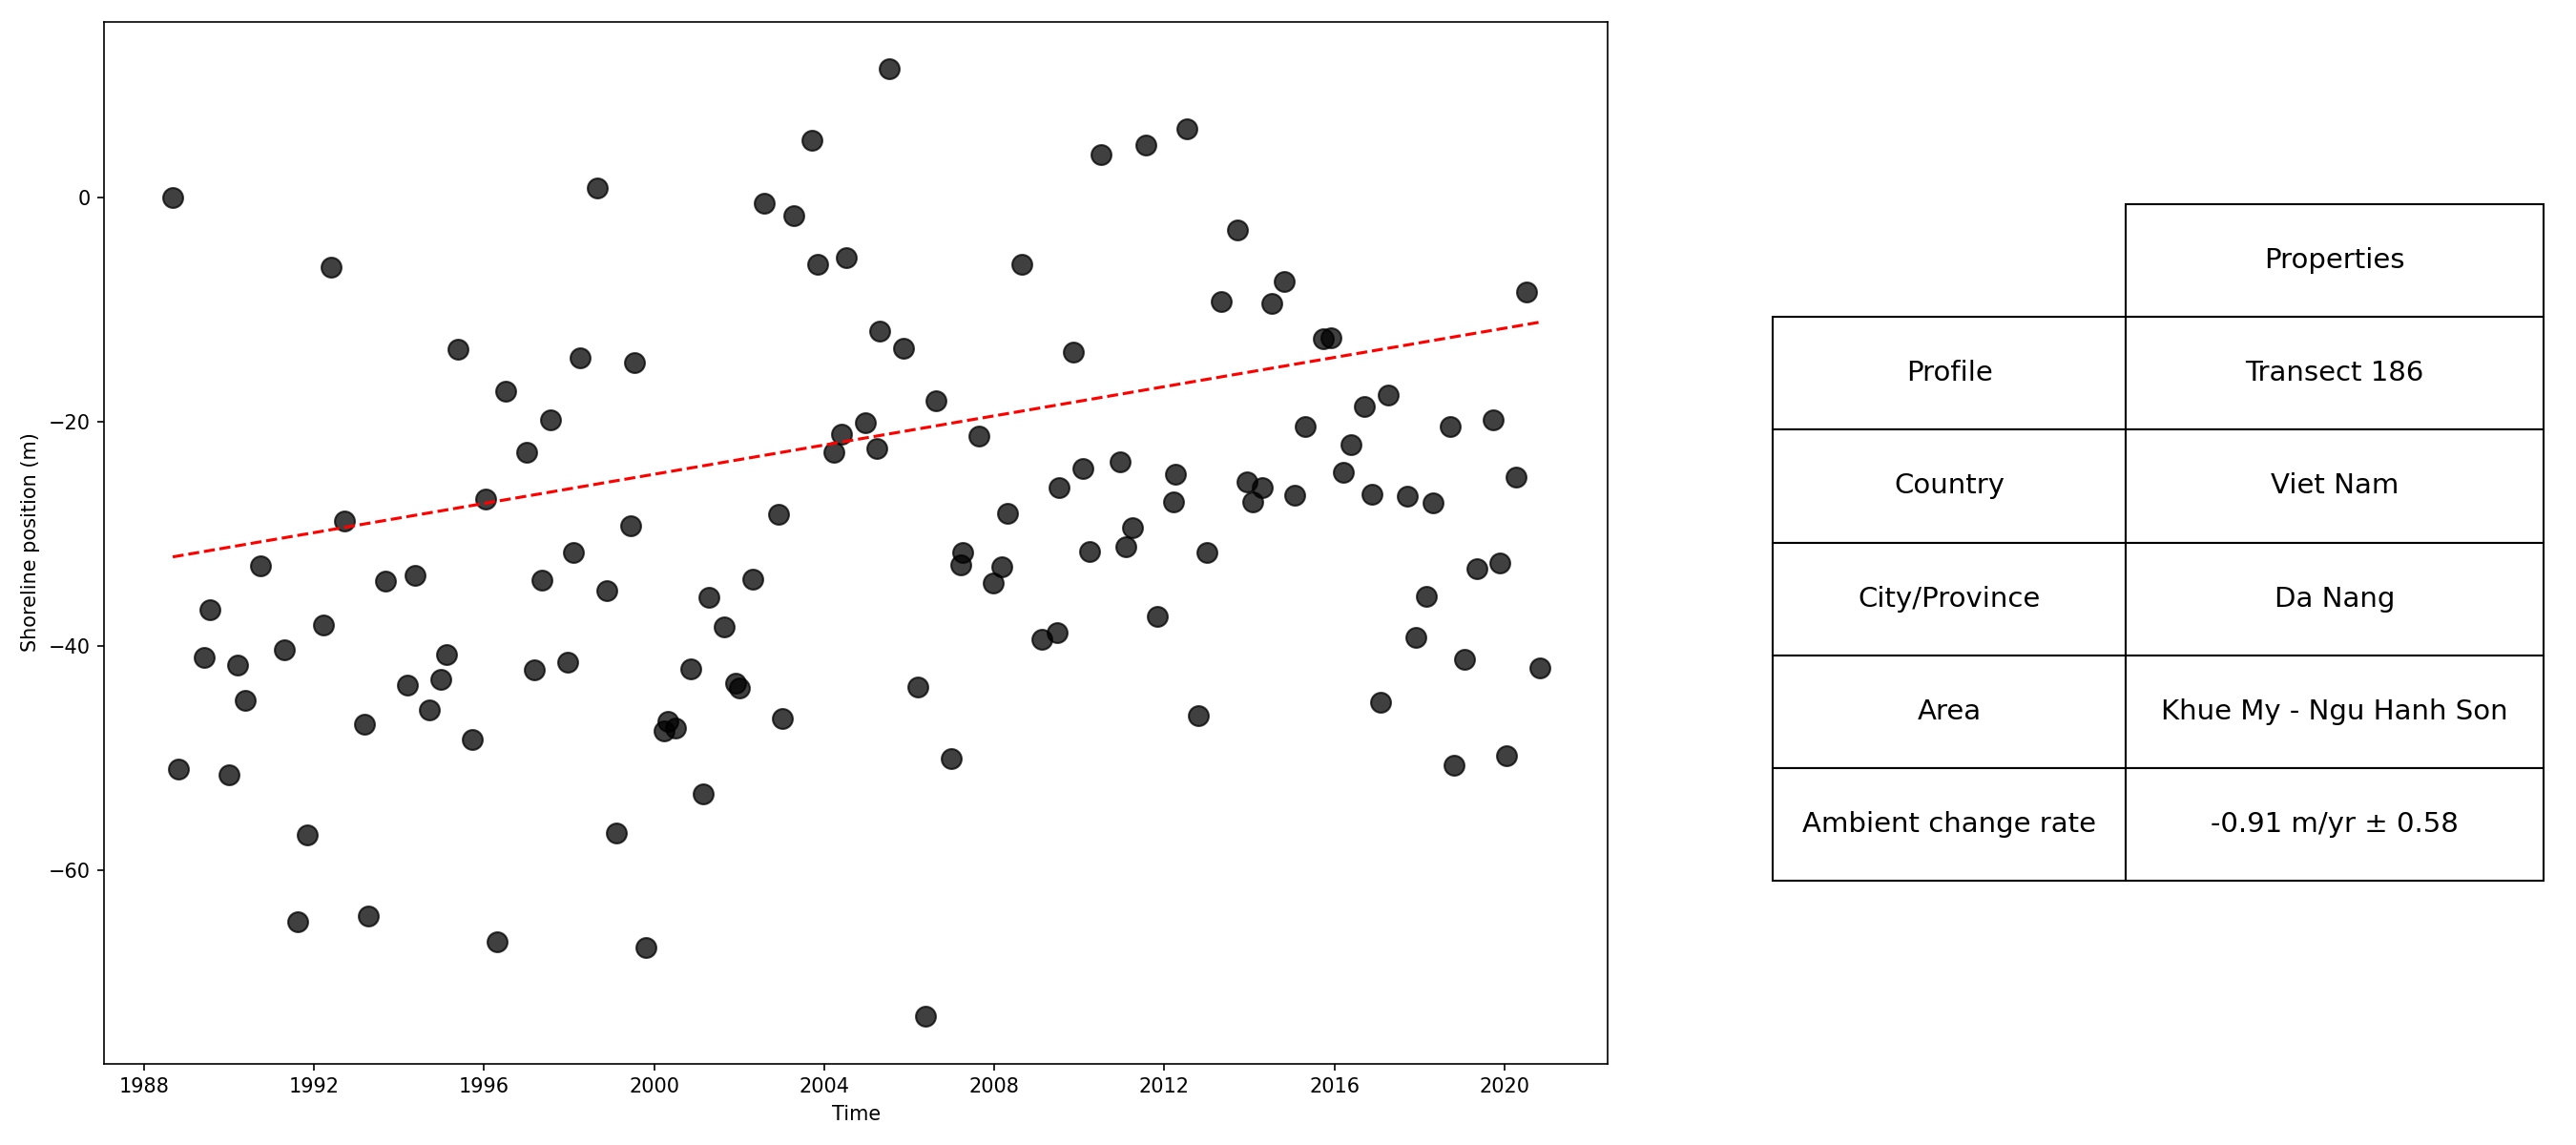 Shoreline position (m)
0
−20
−40
−60
1988 1992 1996 2000 2004 2008 2012 2016 2020
Time
Properties
Profile Transect 186
Country Viet Nam
City/Province Da Nang
Area Khue My - Ngu Hanh Son
Ambient change rate -0.91 m/yr ± 0.58